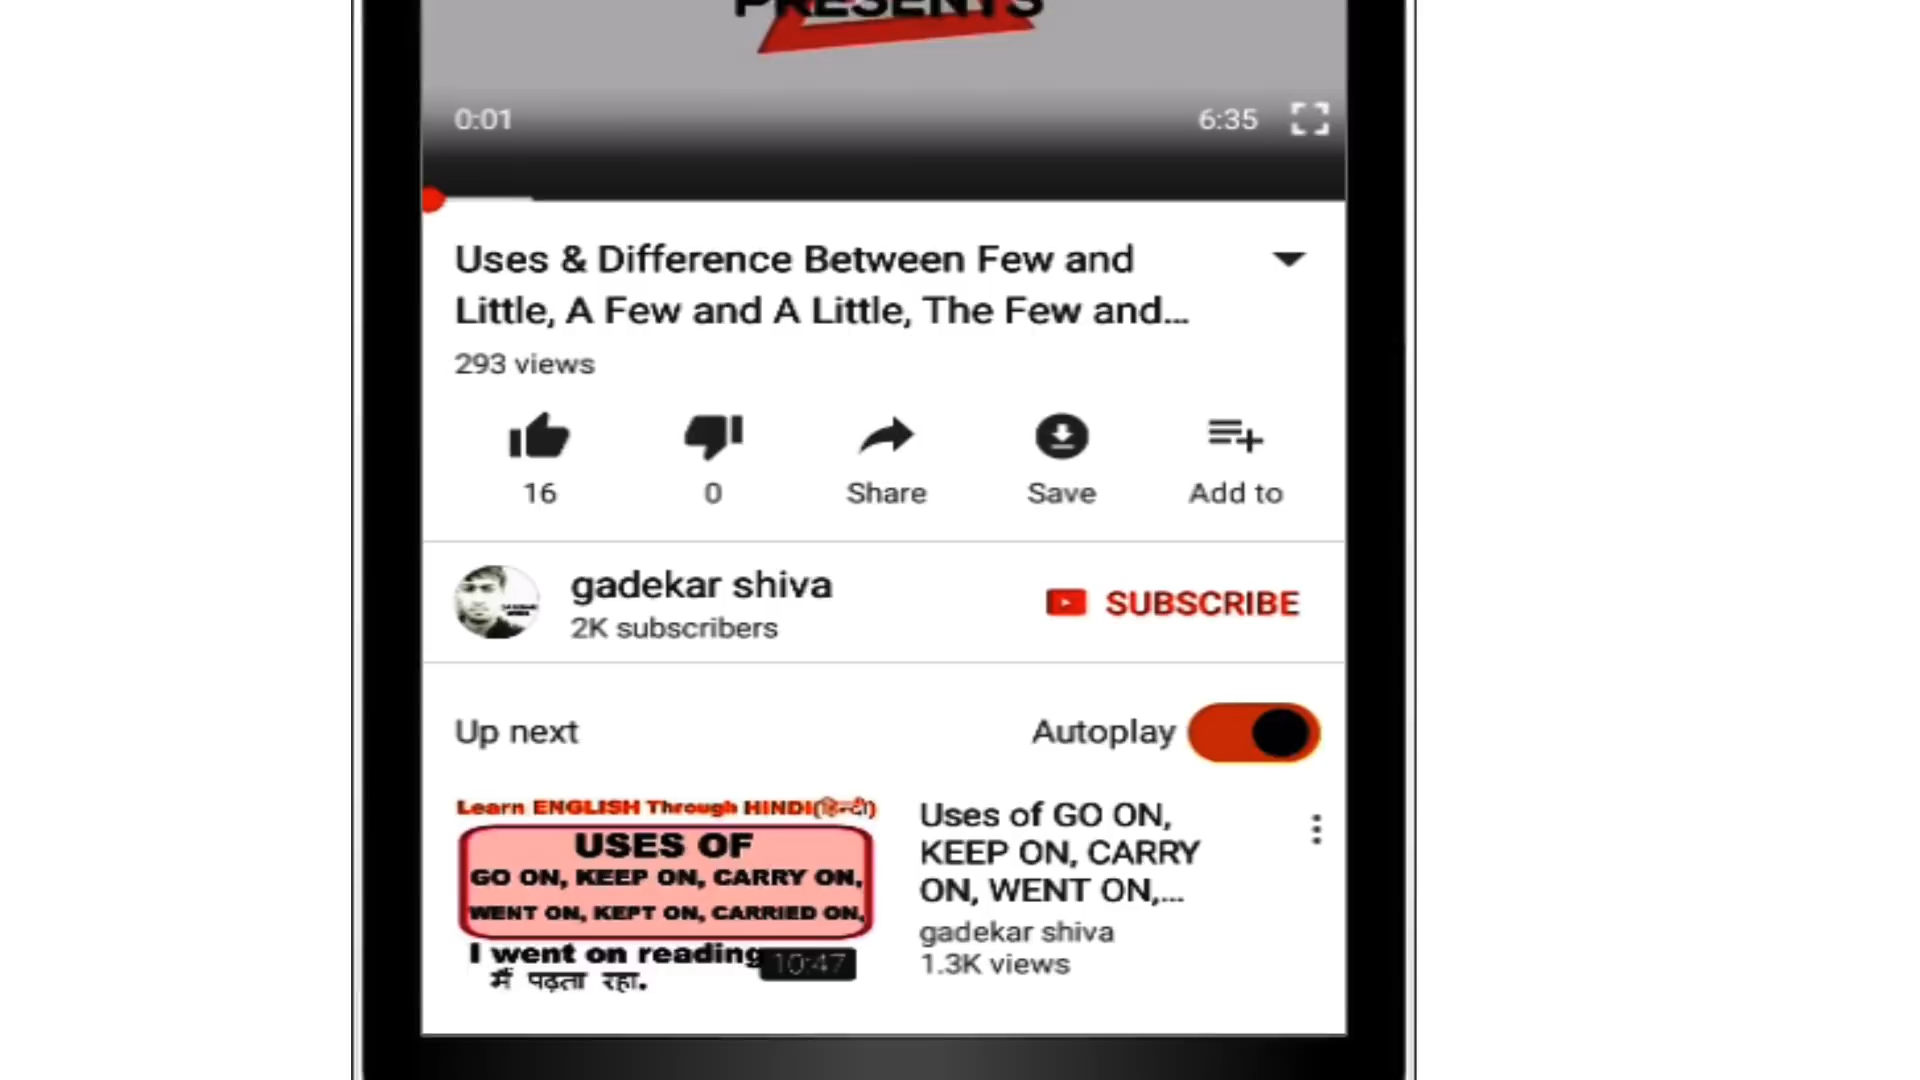 PRESENTS
0:01
6:35
Uses & Difference Between Few and
Little, A Few and A Little, The Few and...
293 views
16
0
Share
Save
Add to
gadekar shiva
2K subscribers
SUBSCRIBE
Up next
Autoplay
Learn ENGLISH Through HINDI(हिन्दी)
USES OF
GO ON, KEEP ON, CARRY ON,
WENT ON, KEPT ON, CARRIED ON,
I went on reading
मैं पढ़ता रहा.
10:47
Uses of GO ON,
KEEP ON, CARRY
ON, WENT ON,...
gadekar shiva
1.3K views